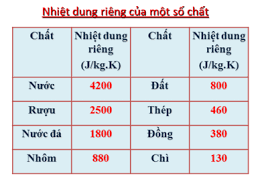 Nhiệt dung riêng của một số chất
Chất Nhiệt dung riêng (J/kg.K) Chất Nhiệt dung riêng (J/kg.K)
Nước 4200 Đất 800
Rượu 2500 Thép 460
Nước đá 1800 Đồng 380
Nhôm 880 Chì 130